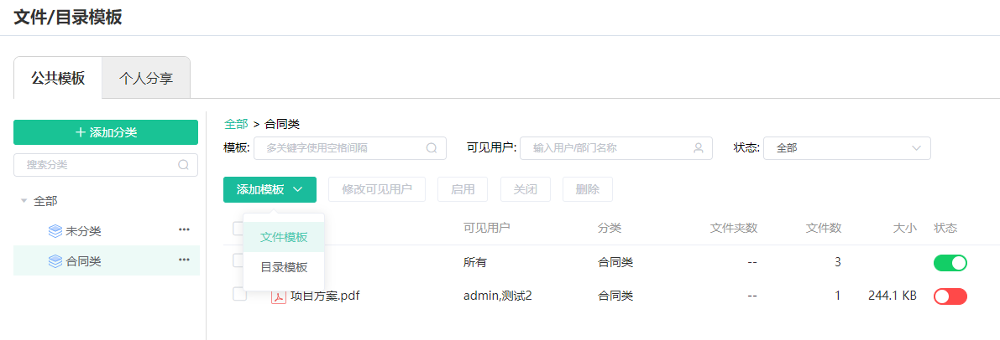 文件/目录模板
公共模板 个人分享
添加分类
搜索分类
全部
未分类 ...
合同类 ...
全部 > 合同类
模板: 多关键字使用空格间隔 可见用户: 输入用户/部门名称 状态: 全部
添加模板 修改可见用户 启用 关闭 删除
文件模板
目录模板
可见用户 分类 文件夹数 文件数 大小 状态
所有 合同类 -- 3
项目方案.pdf admin,测试2 合同类 -- 1 244.1 KB